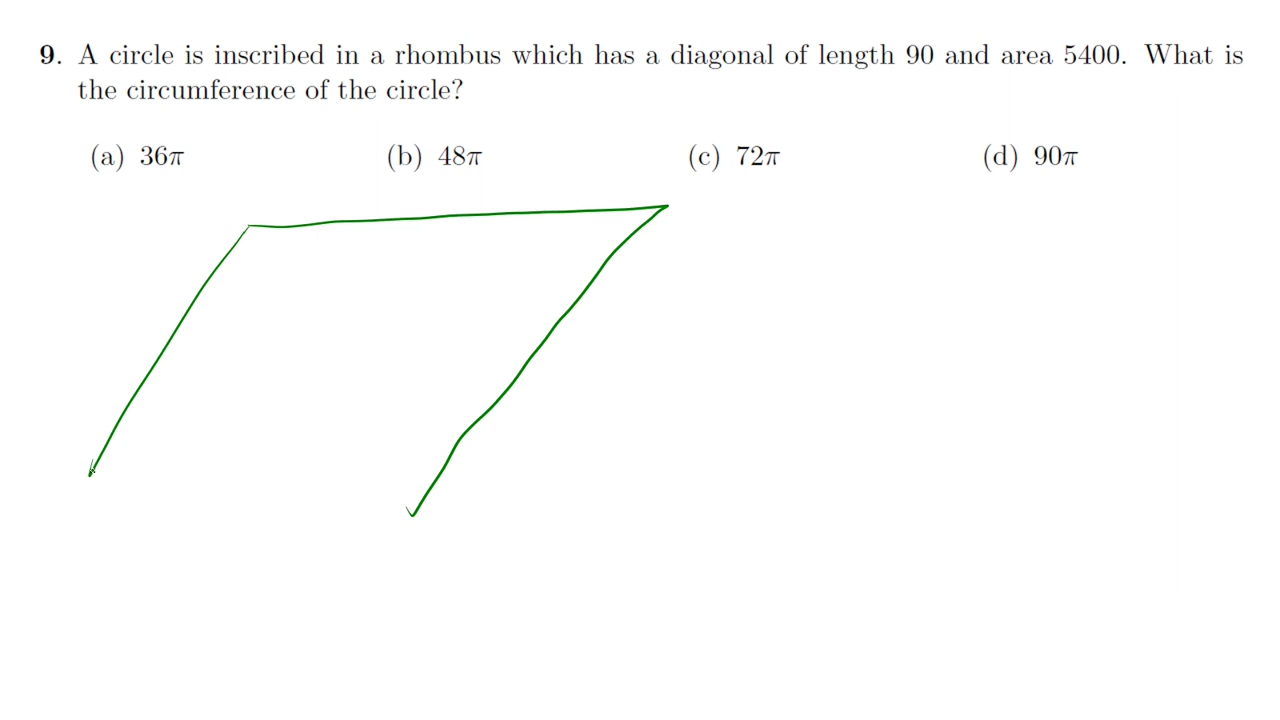 9. A circle is inscribed in a rhombus which has a diagonal of length 90 and area 5400. What is
the circumference of the circle?
(a) 36π (b) 48π (c) 72π (d) 90π